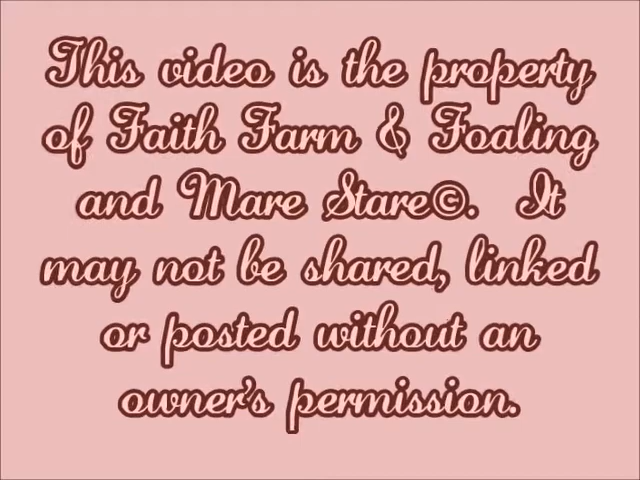 This video is the property
of Faith Farm & Foaling
and Mare Stare©. It
may not be shared, linked
or posted without an
owner's permission.